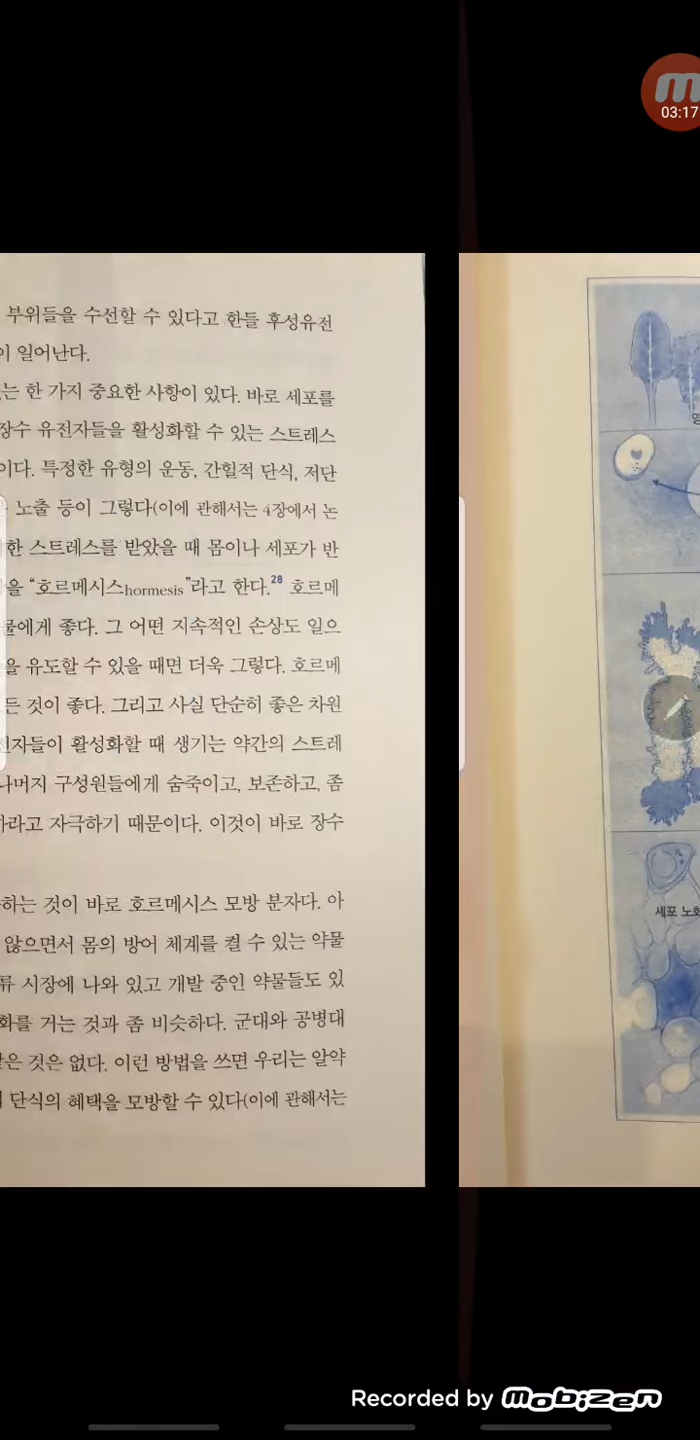 부위들을 수선할 수 있다고 한들 후성유전
이 일어난다.
는 한 가지 중요한 사항이 있다. 바로 세포를
장수 유전자들을 활성화할 수 있는 스트레스
이다. 특정한 유형의 운동, 간헐적 단식, 저단
노출 등이 그렇다(이에 관해서는 4장에서 논
한 스트레스를 받았을 때 몸이나 세포가 반
을 “호르메시스hormesis”라고 한다.28 호르메
물에게 좋다. 그 어떤 지속적인 손상도 일으
을 유도할 수 있을 때면 더욱 그렇다. 호르메
든 것이 좋다. 그리고 사실 단순히 좋은 차원
전자들이 활성화할 때 생기는 약간의 스트레
나머지 구성원들에게 숨죽이고, 보존하고, 좀
라고 자극하기 때문이다. 이것이 바로 장수
하는 것이 바로 호르메시스 모방 분자다. 아
않으면서 몸의 방어 체계를 켤 수 있는 약물
류 시장에 나와 있고 개발 중인 약물들도 있
화를 거는 것과 좀 비슷하다. 군대와 공병대
은 것은 없다. 이런 방법을 쓰면 우리는 알약
단식의 혜택을 모방할 수 있다(이에 관해서는
세포 노화
03:17
Recorded by mobizen